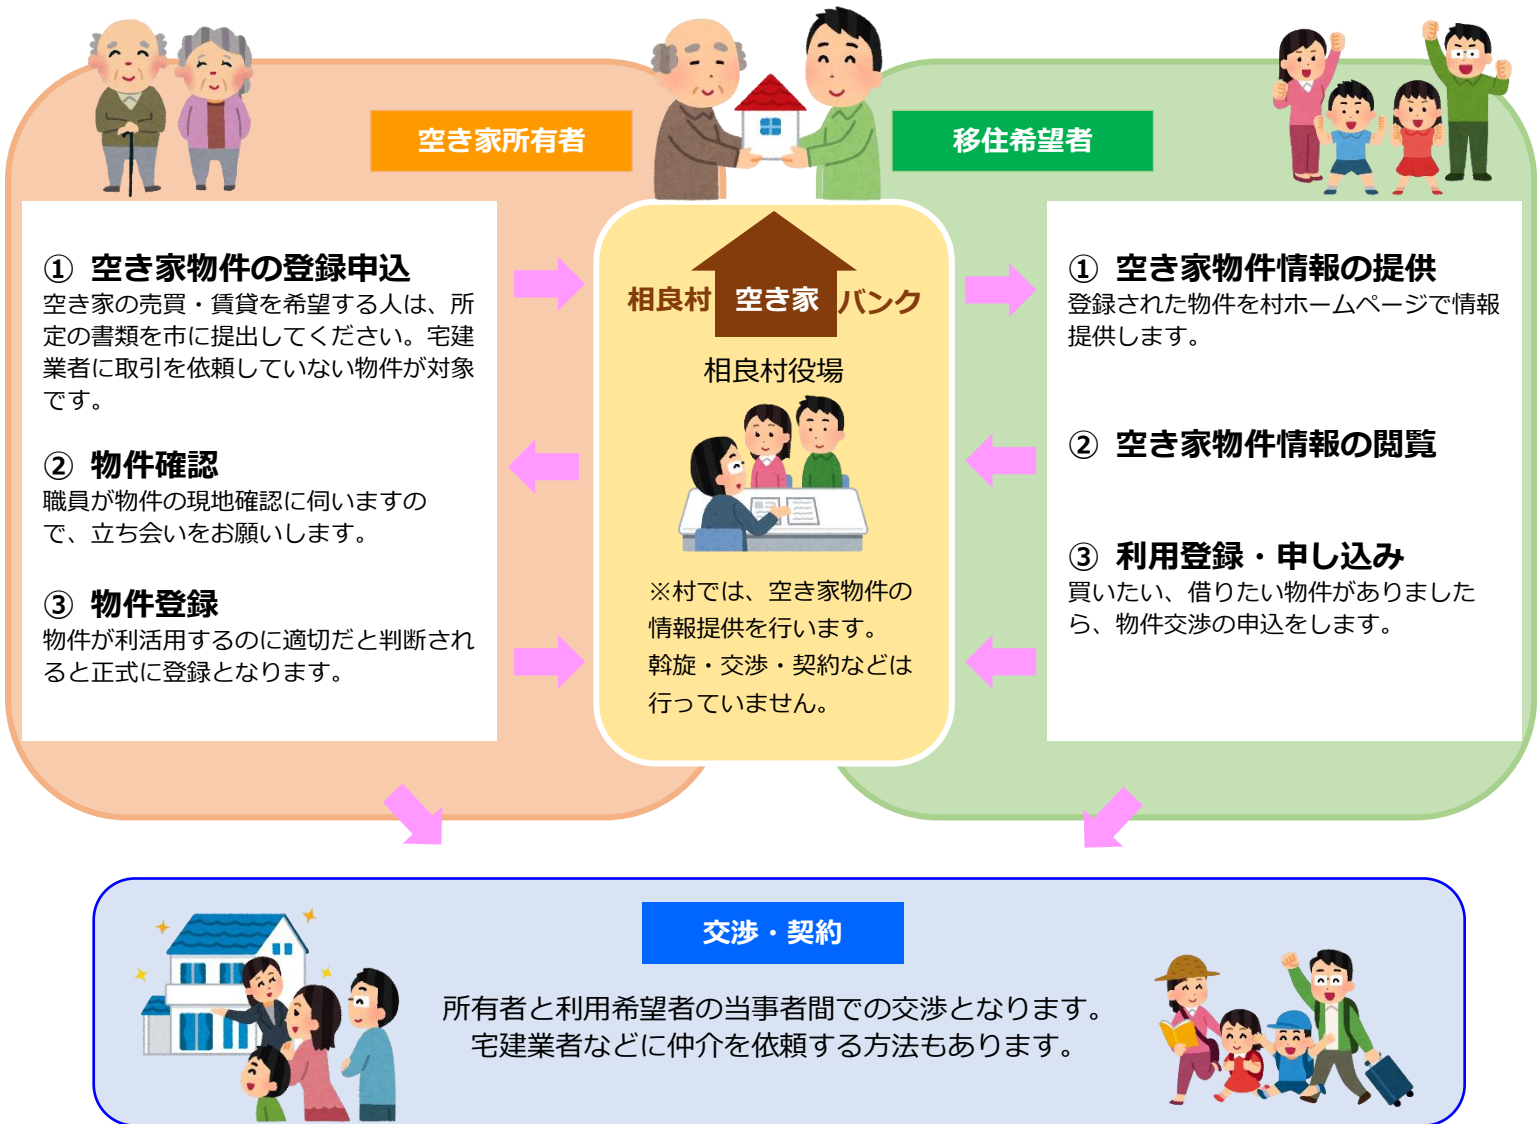 空き家所有者
移住希望者
① 空き家物件の登録申込
空き家の売買・賃貸を希望する人は、所
定の書類を市に提出してください。宅建
業者に取引を依頼していない物件が対象
です。
② 物件確認
職員が物件の現地確認に伺いますの
で、立ち会いをお願いします。
③ 物件登録
物件が利活用するのに適切だと判断され
ると正式に登録となります。
相良村 空き家 バンク
相良村役場
※村では、空き家物件の
情報提供を行います。
斡旋・交渉・契約などは
行っていません。
① 空き家物件情報の提供
登録された物件を村ホームページで情報
提供します。
② 空き家物件情報の閲覧
③ 利用登録・申し込み
買いたい、借りたい物件がありました
ら、物件交渉の申込をします。
交渉・契約
所有者と利用希望者の当事者間での交渉となります。
宅建業者などに仲介を依頼する方法もあります。